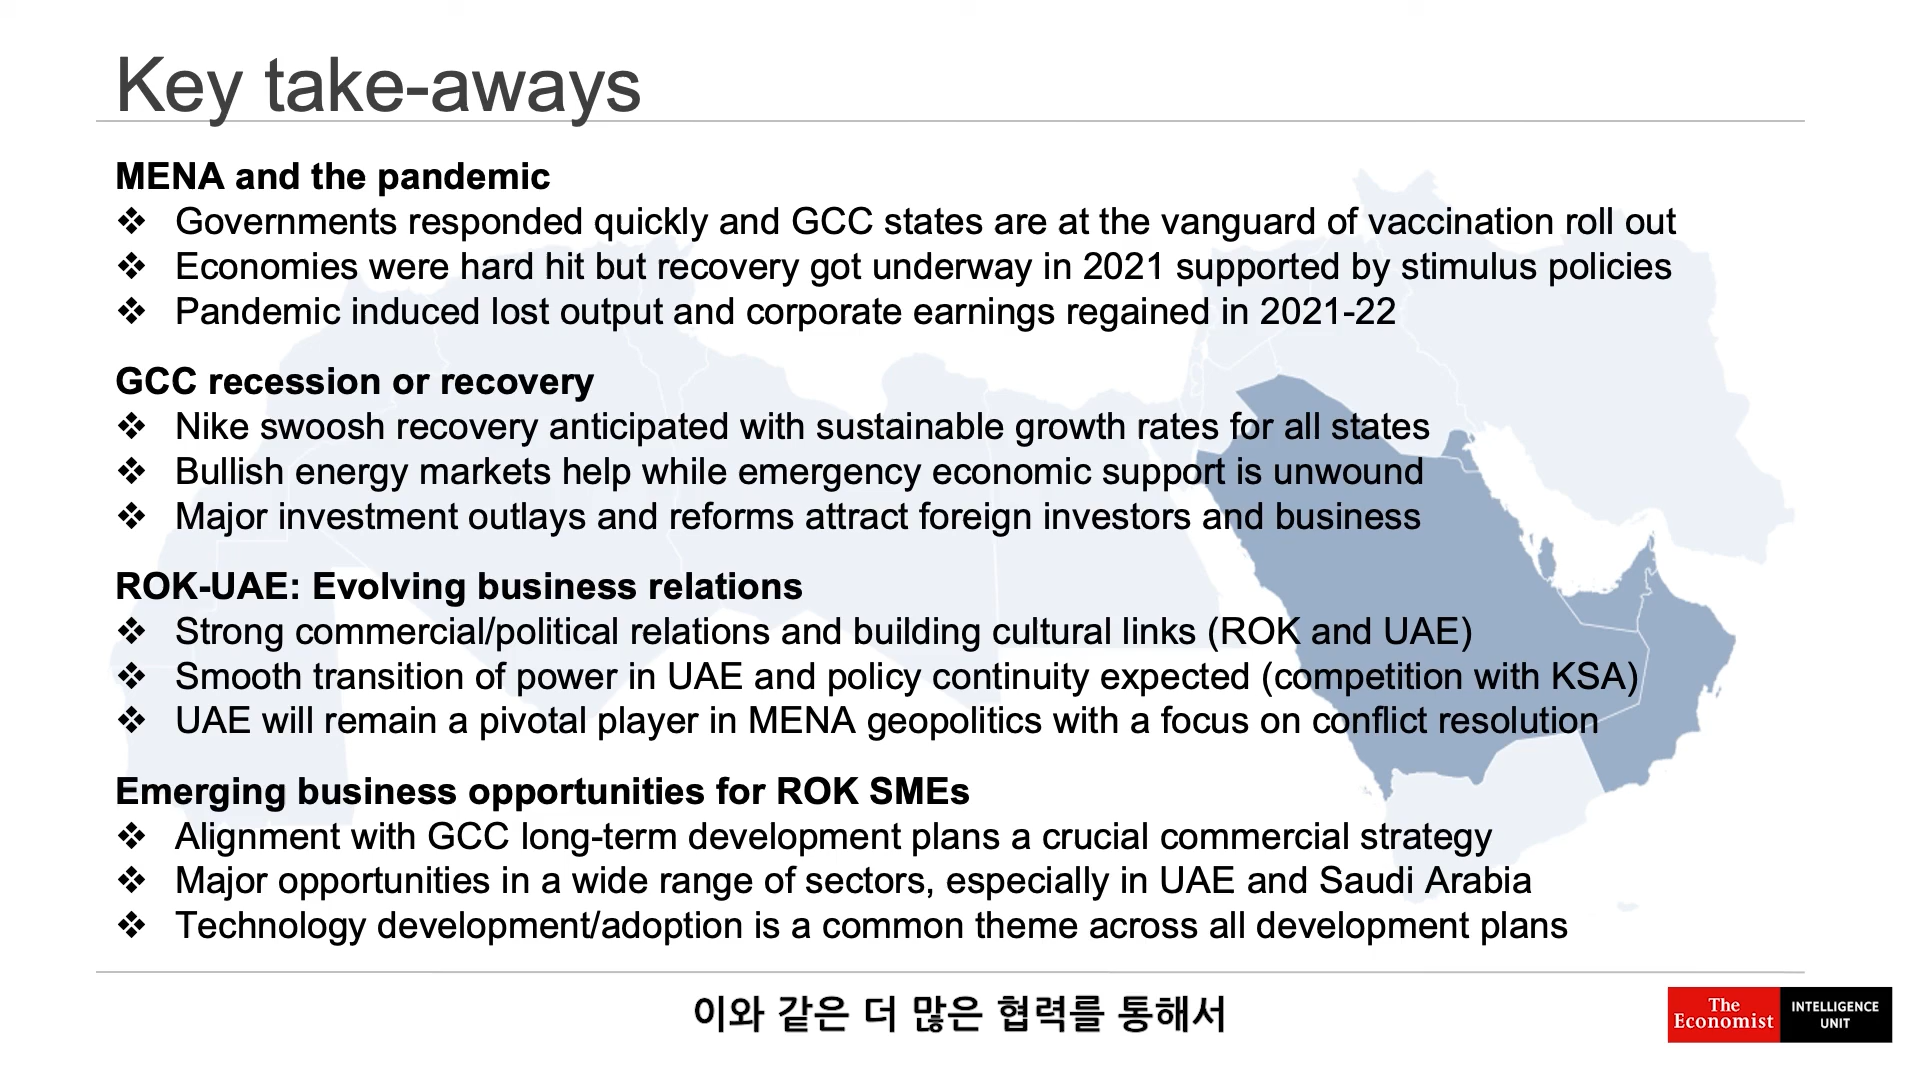 Key take-aways
MENA and the pandemic
❖ Governments responded quickly and GCC states are at the vanguard of vaccination roll out
❖ Economies were hard hit but recovery got underway in 2021 supported by stimulus policies
❖ Pandemic induced lost output and corporate earnings regained in 2021-22
GCC recession or recovery
❖ Nike swoosh recovery anticipated with sustainable growth rates for all states
❖ Bullish energy markets help while emergency economic support is unwound
❖ Major investment outlays and reforms attract foreign investors and business
ROK-UAE: Evolving business relations
❖ Strong commercial/political relations and building cultural links (ROK and UAE)
❖ Smooth transition of power in UAE and policy continuity expected (competition with KSA)
❖ UAE will remain a pivotal player in MENA geopolitics with a focus on conflict resolution
Emerging business opportunities for ROK SMEs
❖ Alignment with GCC long-term development plans a crucial commercial strategy
❖ Major opportunities in a wide range of sectors, especially in UAE and Saudi Arabia
❖ Technology development/adoption is a common theme across all development plans
이와 같은 더 많은 협력를 통해서
The
Economist
INTELLIGENCE
UNIT